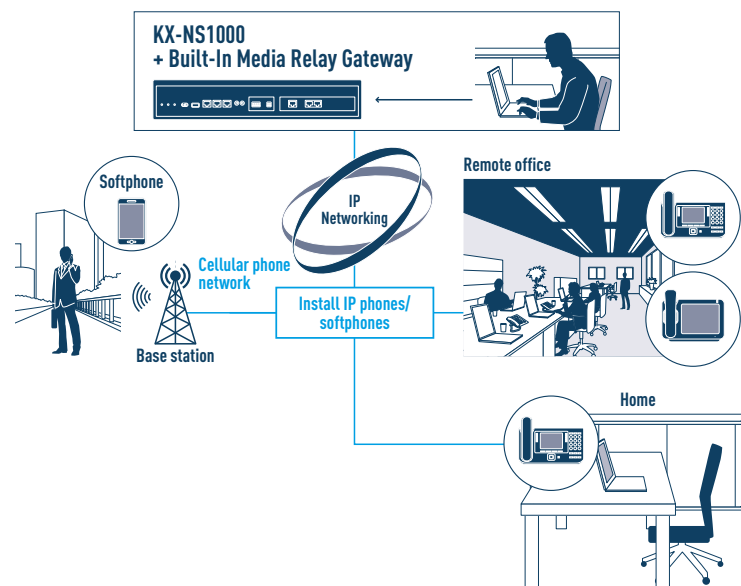 KX-NS1000
+ Built-In Media Relay Gateway
Softphone
IP
Networking
Remote office
Cellular phone
network
Install IP phones/
softphones
Base station
Home